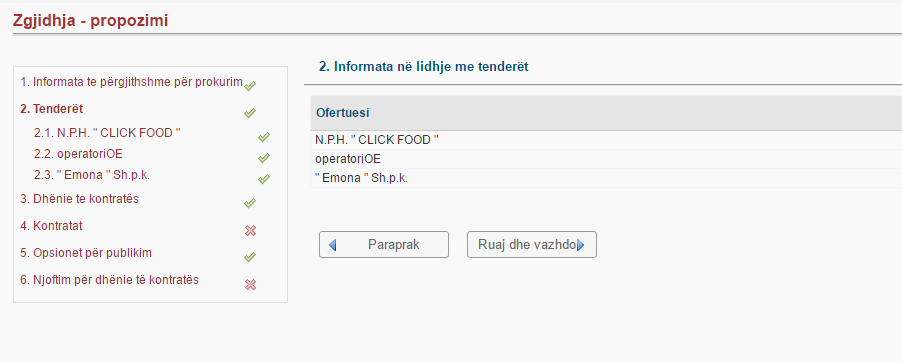 Zgjidhja - propozimi
1. Informata te përgjithshme për prokurim
2. Tenderët
2.1. N.P.H. " CLICK FOOD "
2.2. operatoriOE
2.3. " Emona " Sh.p.k.
3. Dhënie te kontratës
4. Kontratat
5. Opsionet për publikim
6. Njoftim për dhënie të kontratës
2. Informata në lidhje me tenderët
Ofertuesi
N.P.H. " CLICK FOOD "
operatoriOE
" Emona " Sh.p.k.
Paraprak
Ruaj dhe vazhdo